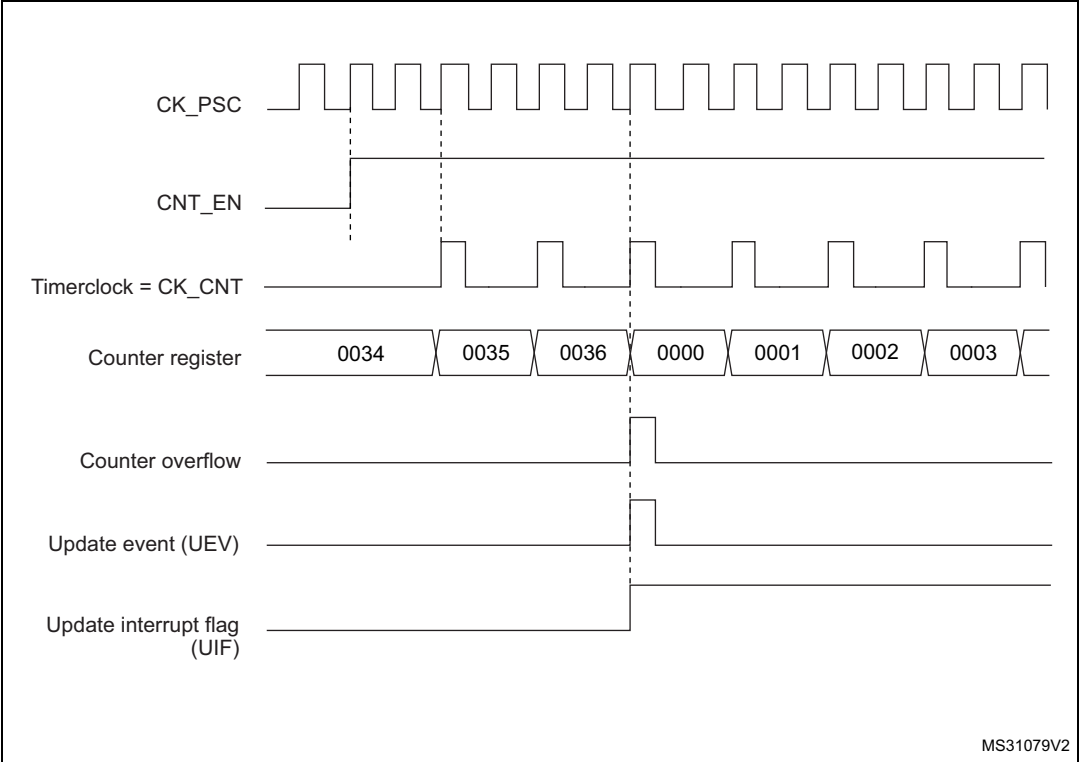 CK_PSC
CNT_EN
Timerclock = CK_CNT
Counter register
0034
0035
0036
0000
0001
0002
0003
Counter overflow
Update event (UEV)
Update interrupt flag
(UIF)
MS31079V2